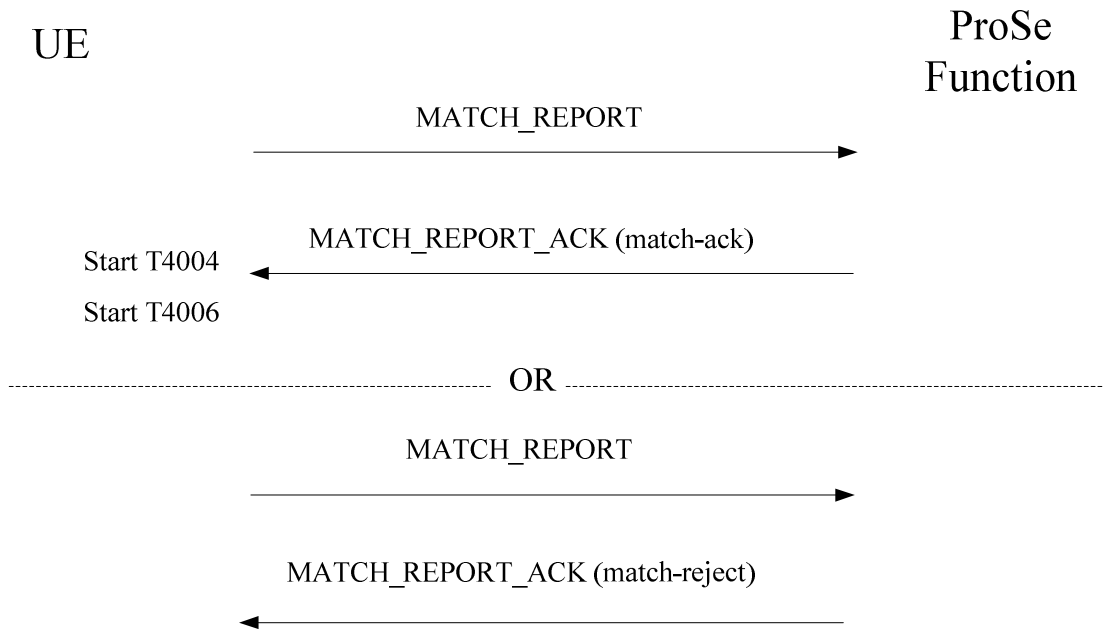 UE
ProSe
Function
MATCH_REPORT
MATCH_REPORT_ACK (match-ack)
Start T4004
Start T4006
OR
MATCH_REPORT
MATCH_REPORT_ACK (match-reject)